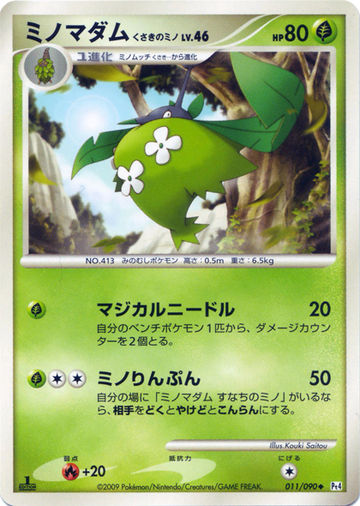 ミノマダム くさきのミノ LV.46 HP80
1進化 ミノムッチ くさき…から進化
NO.413 みのむしポケモン 高さ:0.5m 重さ:6.5kg
マジカルニードル 20
自分のベンチポケモン1匹から、ダメージカウン
ターを2個とる。
ミノりんぷん 50
自分の場に「ミノマダム すなちのミノ」がいるな
ら、相手をどくとやけどとこんらんにする。
Illus. Kouki Saitou
弱点 抵抗力 にげる
+20
1 EDITION ©2009 Pokémon/Nintendo/Creatures/GAME FREAK. 011/090 Pt4